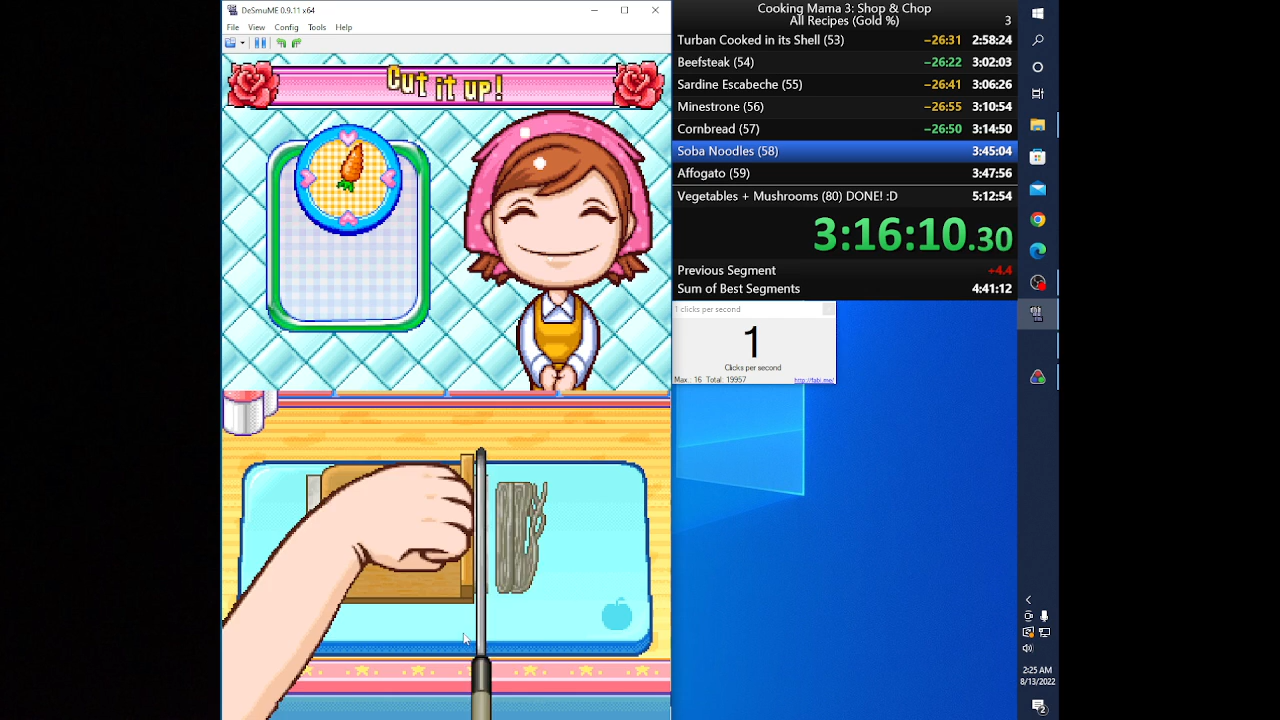 DeSmuME 0.9.11 x64
File View Config Tools Help
Cut it up!
Cooking Mama 3: Shop & Chop
All Recipes (Gold %) 3
Turban Cooked in its Shell (53) −26:31 2:58:24
Beefsteak (54) −26:22 3:02:03
Sardine Escabeche (55) −26:41 3:06:26
Minestrone (56) −26:55 3:10:54
Cornbread (57) −26:50 3:14:50
Soba Noodles (58) 3:45:04
Affogato (59) 3:47:56
Vegetables + Mushrooms (80) DONE! :D 5:12:54
3:16:10.30
Previous Segment +4.4
Sum of Best Segments 4:41:12
1 clicks per second
1
Clicks per second
Max: 16 Total: 19957 http://fabi.me/
2:25 AM
8/13/2022
2